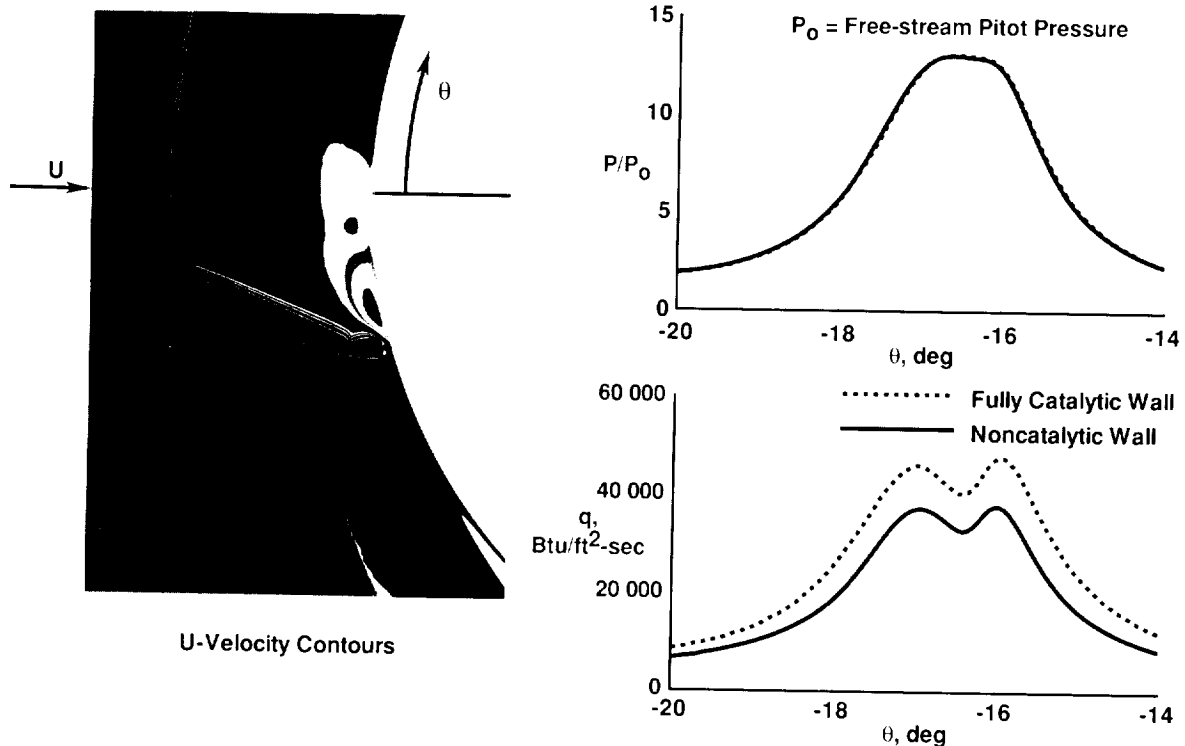 U
θ
U-Velocity Contours
P₀ = Free-stream Pitot Pressure
15
10
P/P₀
5
0
-20
-18
-16
-14
θ, deg
60 000
Fully Catalytic Wall
Noncatalytic Wall
40 000
q,
Btu/ft²-sec
20 000
0
-20
-18
-16
-14
θ, deg